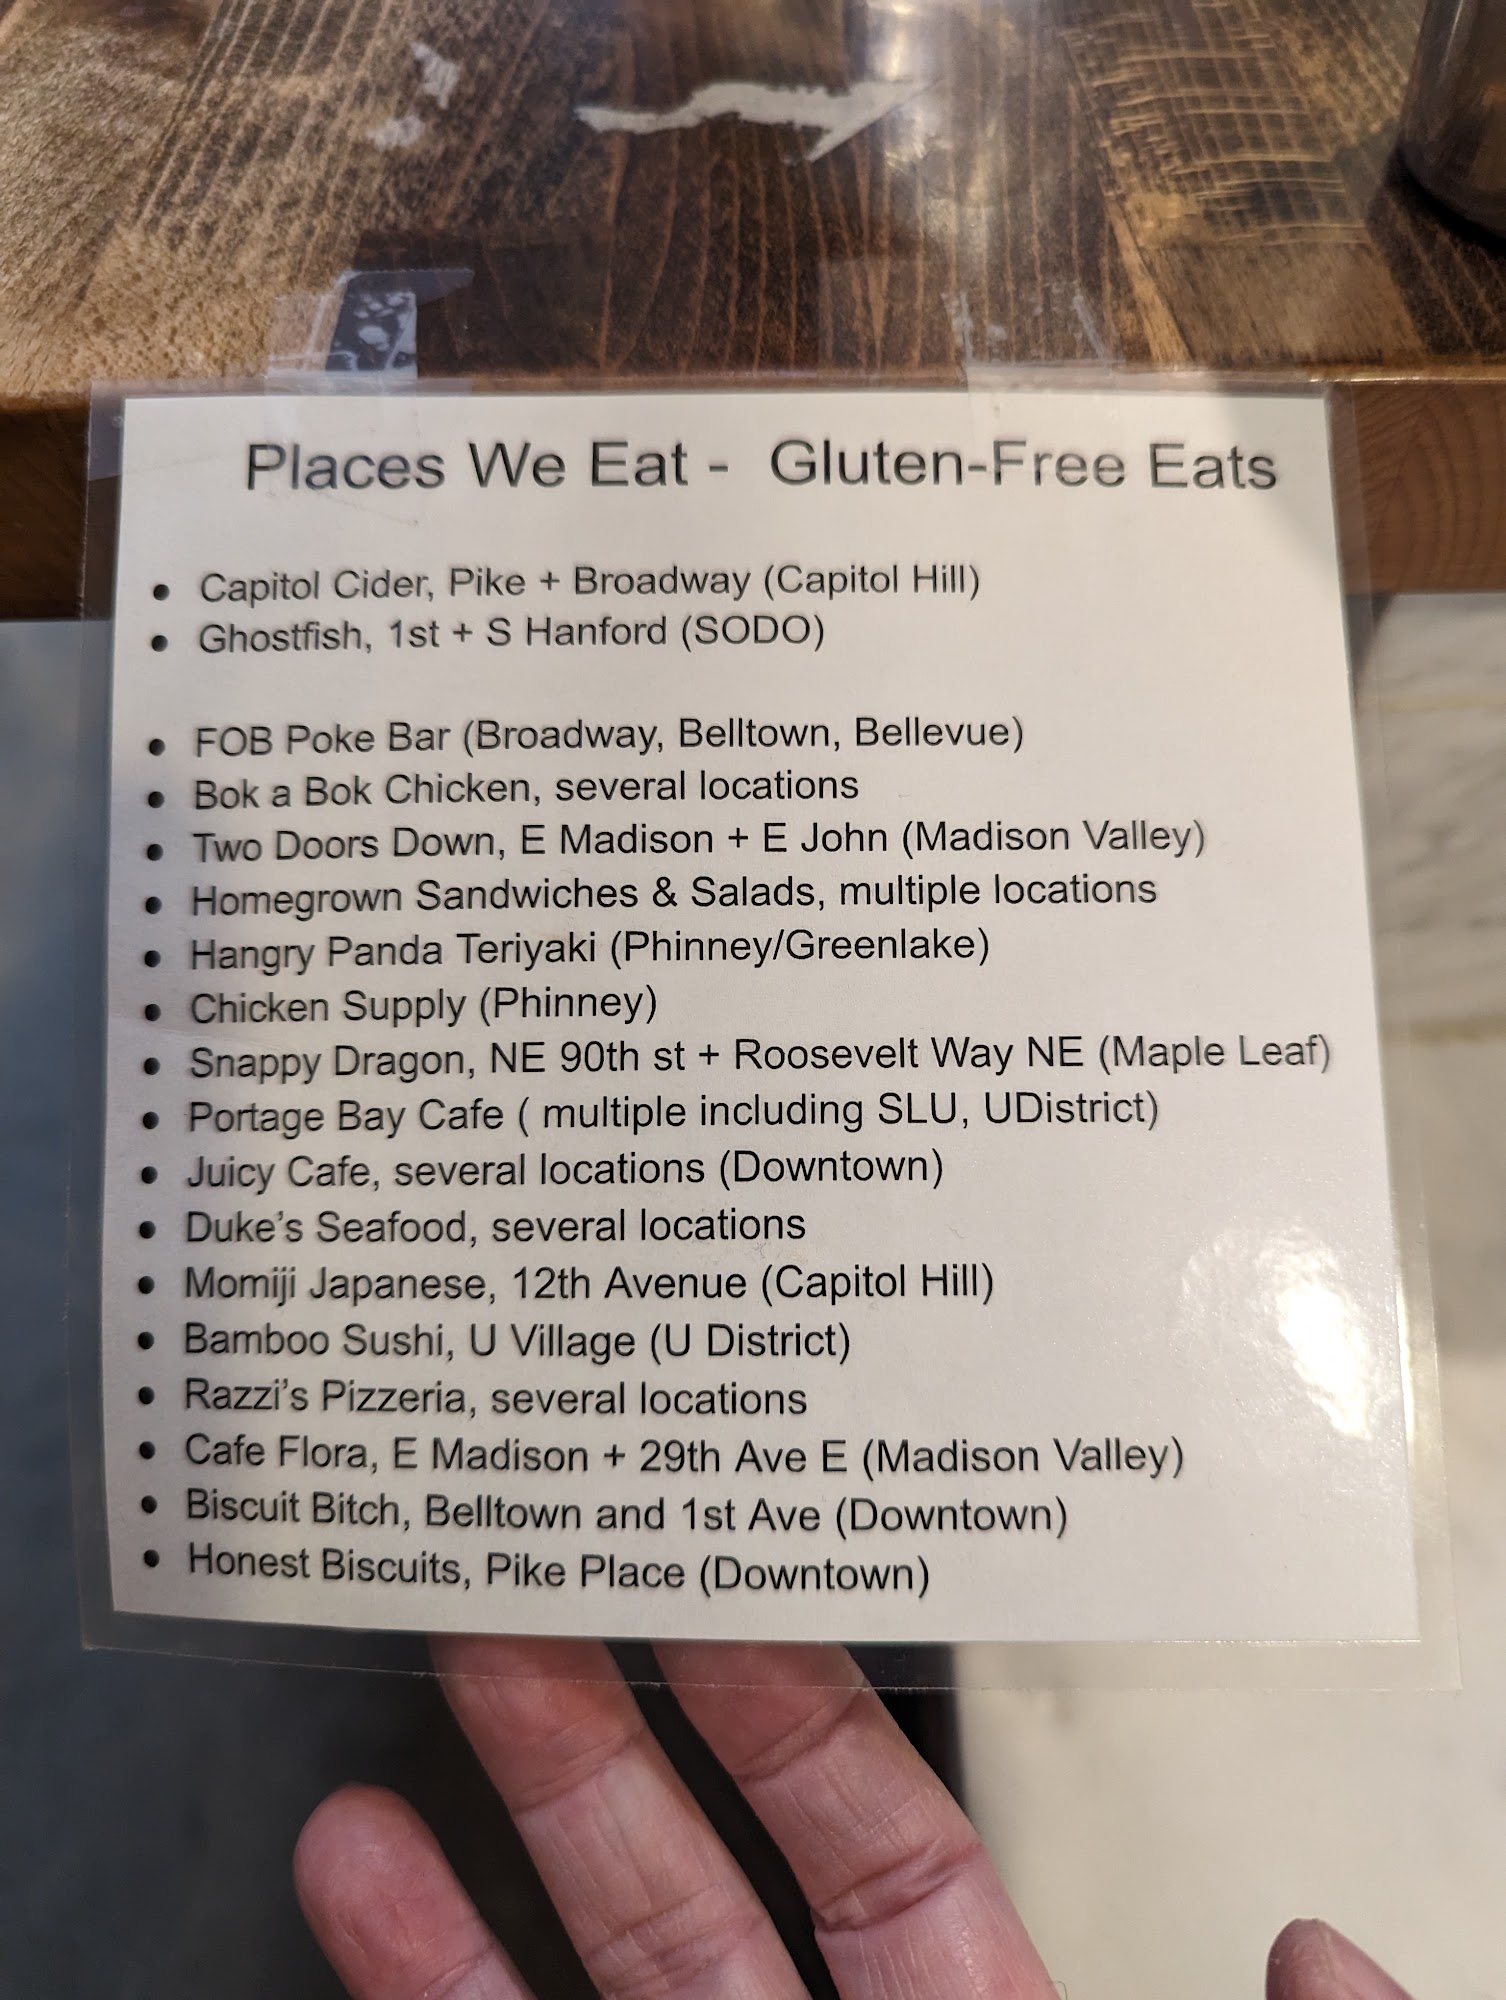 Places We Eat - Gluten-Free Eats
• Capitol Cider, Pike + Broadway (Capitol Hill)
• Ghostfish, 1st + S Hanford (SODO)
• FOB Poke Bar (Broadway, Belltown, Bellevue)
• Bok a Bok Chicken, several locations
• Two Doors Down, E Madison + E John (Madison Valley)
• Homegrown Sandwiches & Salads, multiple locations
• Hangry Panda Teriyaki (Phinney/Greenlake)
• Chicken Supply (Phinney)
• Snappy Dragon, NE 90th st + Roosevelt Way NE (Maple Leaf)
• Portage Bay Cafe ( multiple including SLU, UDistrict)
• Juicy Cafe, several locations (Downtown)
• Duke's Seafood, several locations
• Momiji Japanese, 12th Avenue (Capitol Hill)
• Bamboo Sushi, U Village (U District)
• Razzi's Pizzeria, several locations
• Cafe Flora, E Madison + 29th Ave E (Madison Valley)
• Biscuit Bitch, Belltown and 1st Ave (Downtown)
• Honest Biscuits, Pike Place (Downtown)